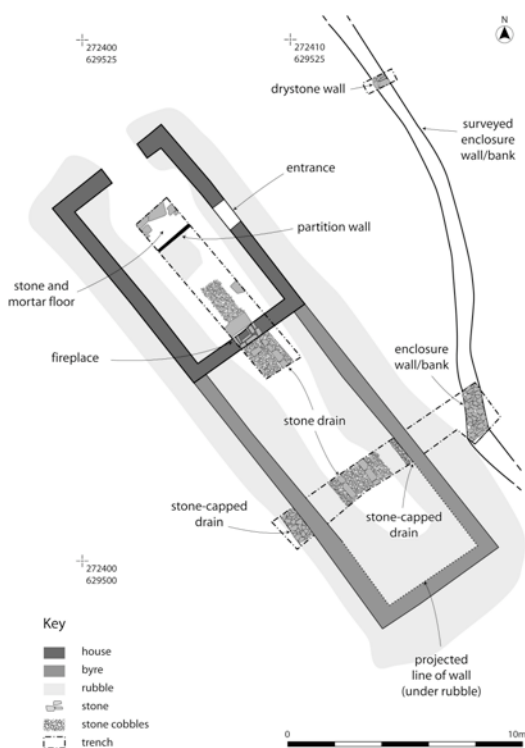 272400
629525
272410
629525
N
drystone wall
surveyed
enclosure
wall/bank
entrance
partition wall
stone and
mortar floor
fireplace
enclosure
wall/bank
stone drain
stone-capped
drain
stone-capped
drain
272400
629500
projected
line of wall
(under rubble)
Key
house
byre
rubble
stone
stone cobbles
trench
0
10m